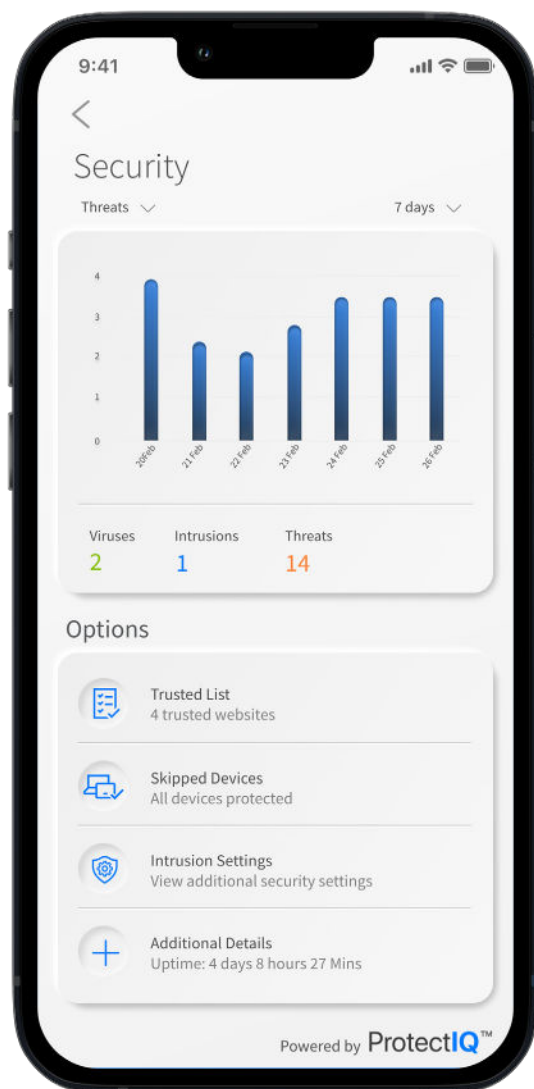 9:41
Security
Threats
7 days
4
3
2
1
0
20Feb
21 Feb
22 Feb
23 Feb
24 Feb
25 Feb
26 Feb
Viruses Intrusions Threats
2 1 14
Options
Trusted List
4 trusted websites
Skipped Devices
All devices protected
Intrusion Settings
View additional security settings
Additional Details
Uptime: 4 days 8 hours 27 Mins
Powered by ProtectIQ™